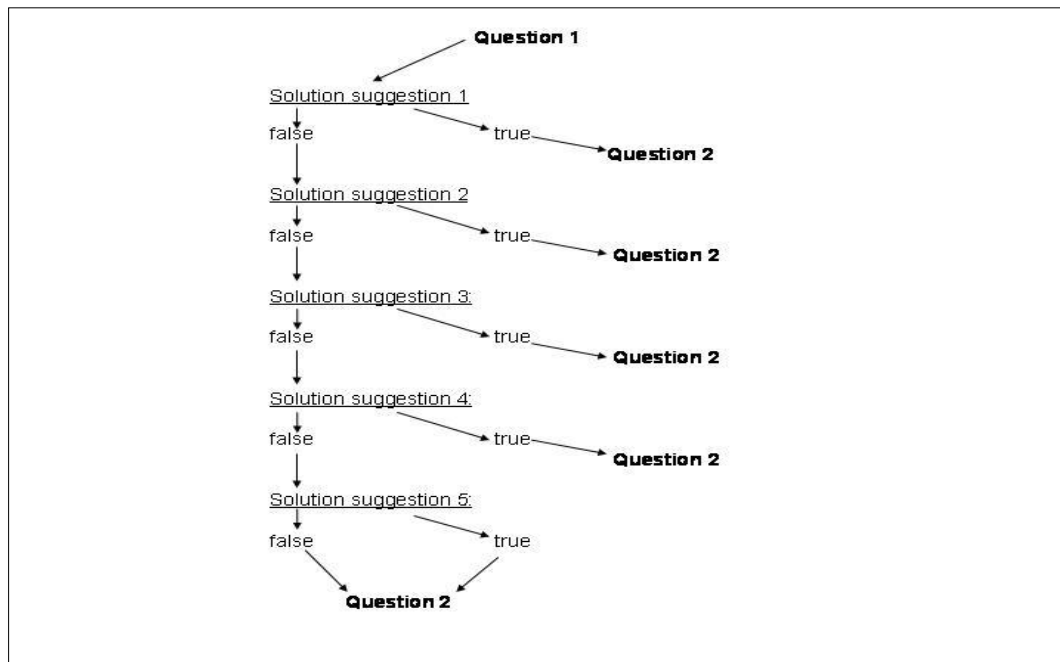 Question 1
Solution suggestion 1
false
true
Question 2
Solution suggestion 2
false
true
Question 2
Solution suggestion 3:
false
true
Question 2
Solution suggestion 4:
false
true
Question 2
Solution suggestion 5:
false
true
Question 2